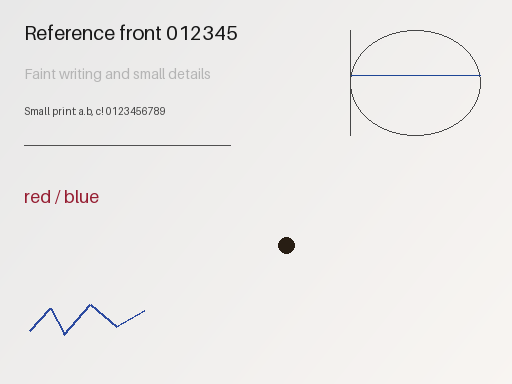 Reference front 012345
Faint writing and small details
Small print a.b, c! 0123456789
red / blue